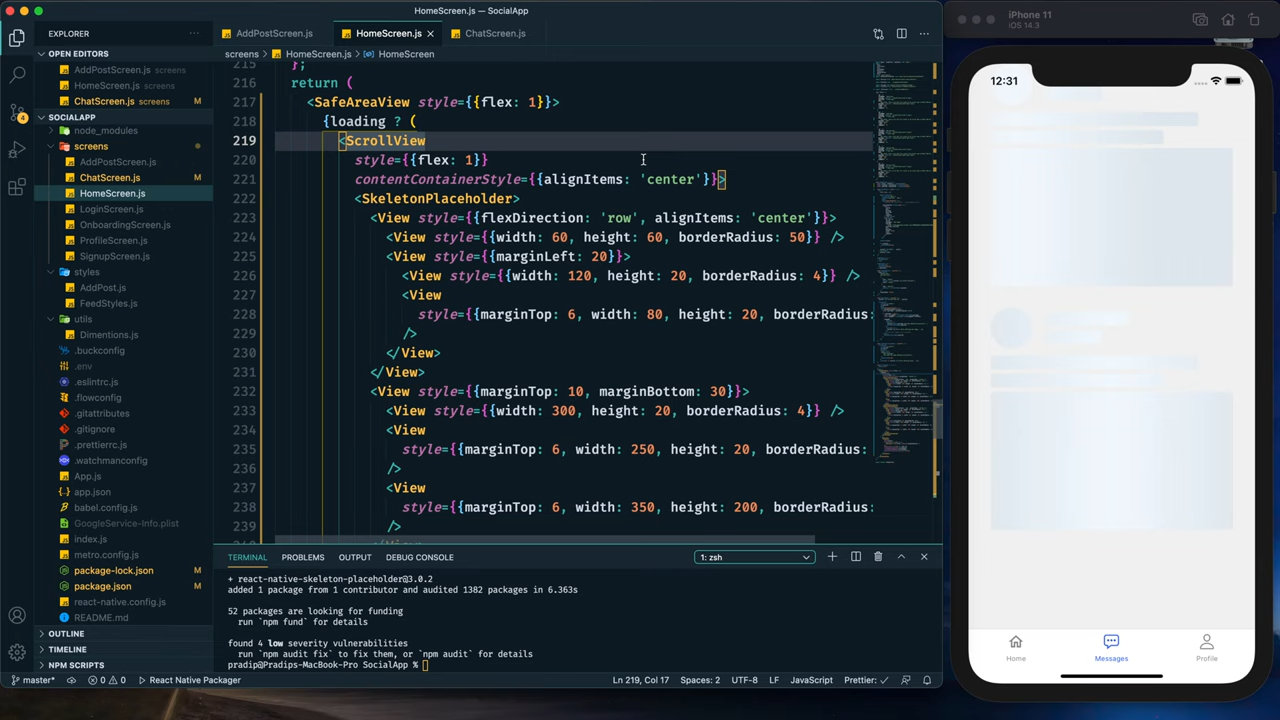 HomeScreen.js — SocialApp
EXPLORER
AddPostScreen.js
HomeScreen.js
ChatScreen.js
screens > HomeScreen.js > HomeScreen
OPEN EDITORS
AddPostScreen.js screens
HomeScreen.js screens
ChatScreen.js screens M
SOCIALAPP
node_modules
screens
AddPostScreen.js
ChatScreen.js M
HomeScreen.js
LoginScreen.js
OnboardingScreen.js
ProfileScreen.js
SignupScreen.js
styles
AddPost.js
FeedStyles.js
utils
Dimentions.js
.buckconfig
.env
.eslintrc.js
.flowconfig
.gitattributes
.gitignore
.prettierrc.js
.watchmanconfig
App.js
app.json
babel.config.js
GoogleService-Info.plist
index.js
metro.config.js
package-lock.json M
package.json M
react-native.config.js
README.md
OUTLINE
TIMELINE
NPM SCRIPTS
4
215 };
216 return (
217 <SafeAreaView style={{flex: 1}}>
218 {loading ? (
219 <ScrollView
220 style={{flex: 1}}
221 contentContainerStyle={{alignItems: 'center'}}>
222 <SkeletonPlaceholder>
223 <View style={{flexDirection: 'row', alignItems: 'center'}}>
224 <View style={{width: 60, height: 60, borderRadius: 50}} />
225 <View style={{marginLeft: 20}}>
226 <View style={{width: 120, height: 20, borderRadius: 4}} />
227 <View
228 style={{marginTop: 6, width: 80, height: 20, borderRadius:
229 />
230 </View>
231 </View>
232 <View style={{marginTop: 10, marginBottom: 30}}>
233 <View style={{width: 300, height: 20, borderRadius: 4}} />
234 <View
235 style={{marginTop: 6, width: 250, height: 20, borderRadius:
236 />
237 <View
238 style={{marginTop: 6, width: 350, height: 200, borderRadius:
239 />
TERMINAL PROBLEMS OUTPUT DEBUG CONSOLE 1: zsh
+ react-native-skeleton-placeholder@3.0.2
added 1 package from 1 contributor and audited 1382 packages in 6.363s
52 packages are looking for funding
run `npm fund` for details
found 4 low severity vulnerabilities
run `npm audit fix` to fix them, or `npm audit` for details
pradip@Pradips-MacBook-Pro SocialApp %
master* 0 0 React Native Packager Ln 219, Col 17 Spaces: 2 UTF-8 LF JavaScript Prettier: ✓
iPhone 11
iOS 14.3
12:31
Home Messages Profile